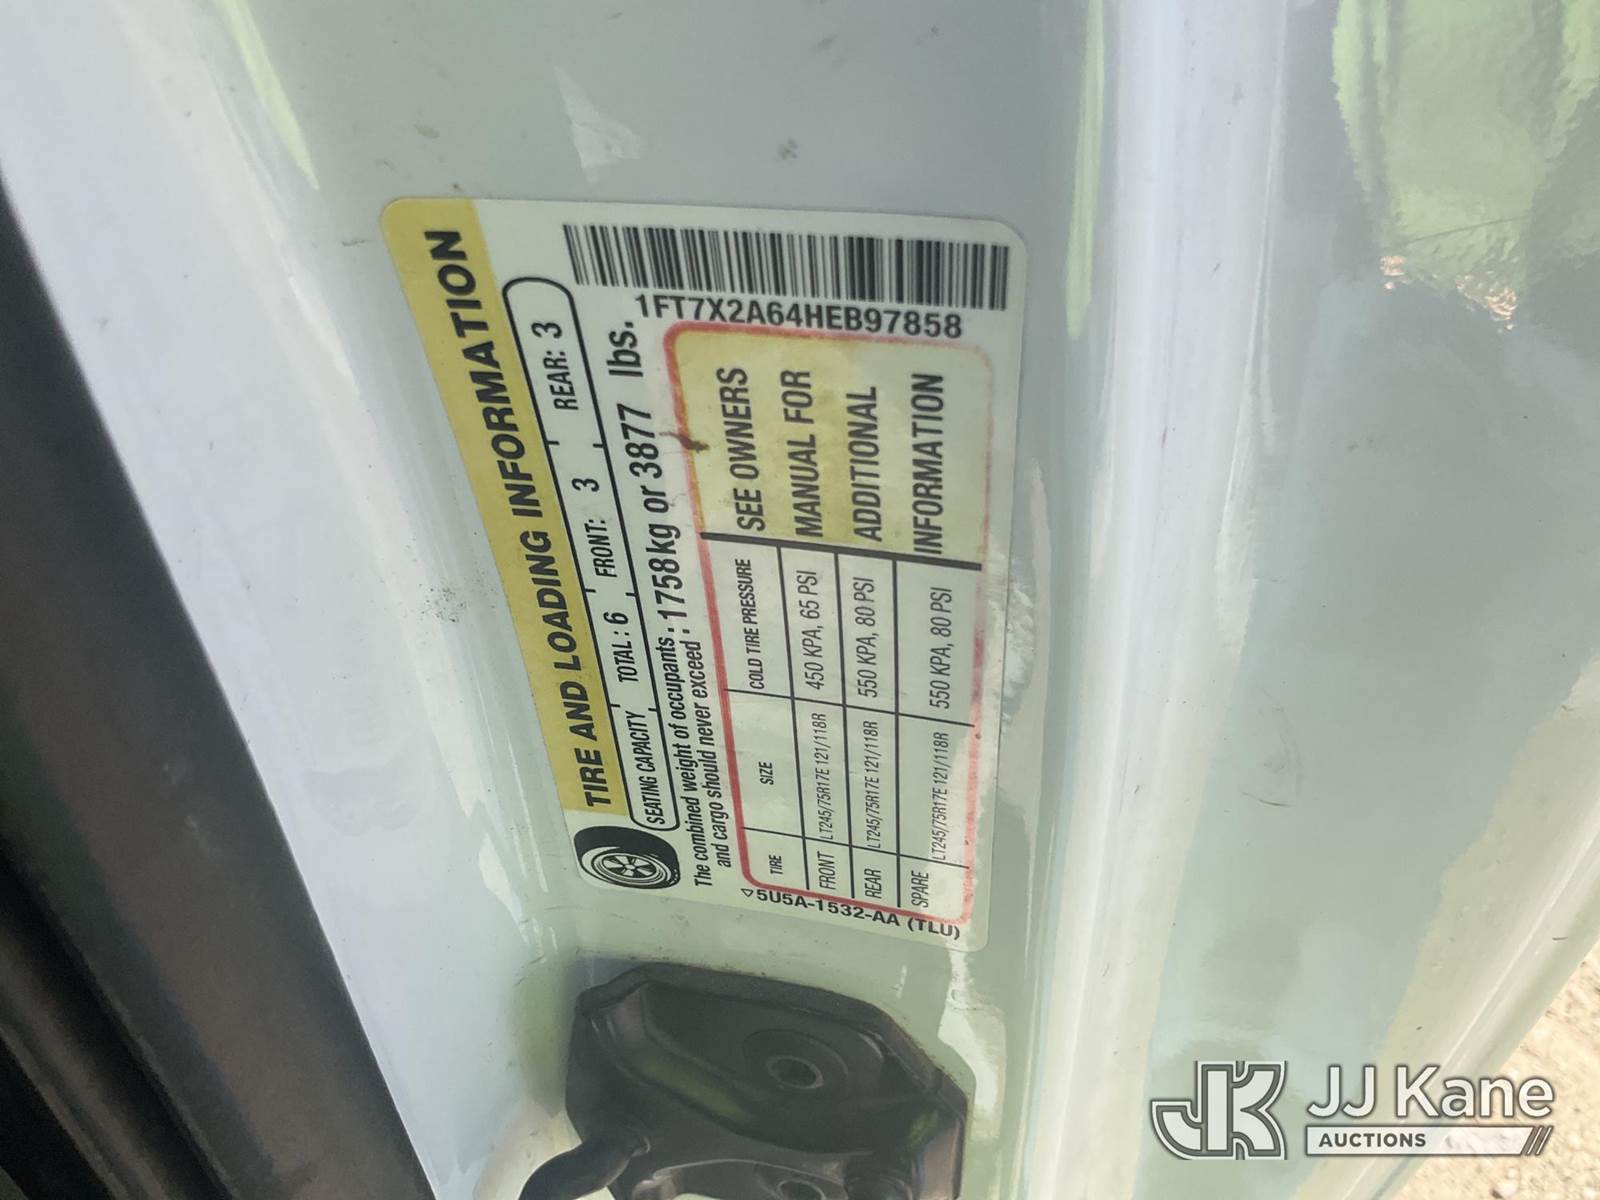 TIRE AND LOADING INFORMATION
SEATING CAPACITY TOTAL: 6 FRONT: 3 REAR: 3
The combined weight of occupants
and cargo should never exceed : 1758kg or 3877 lbs.
TIRE SIZE COLD TIRE PRESSURE
FRONT LT245/75R17E 121/118R 450 KPA, 65 PSI
REAR LT245/75R17E 121/118R 550 KPA, 80 PSI
SPARE LT245/75R17E 121/118R 550 KPA, 80 PSI
SEE OWNERS
MANUAL FOR
ADDITIONAL
INFORMATION
5U5A-1532-AA (TLU)
1FT7X2A64HEB97858
JK JJ Kane
AUCTIONS